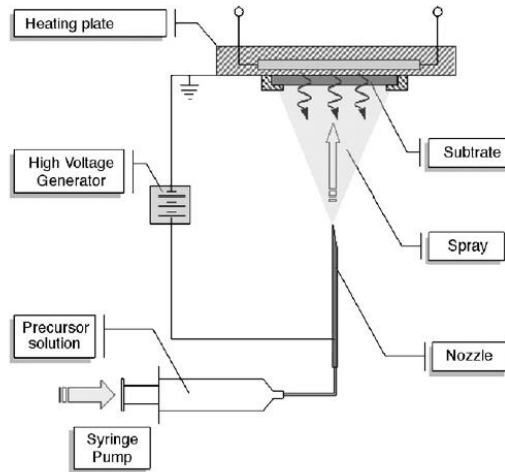 Heating plate
High Voltage
Generator
Subtrate
Spray
Precursor
solution
Nozzle
Syringe
Pump